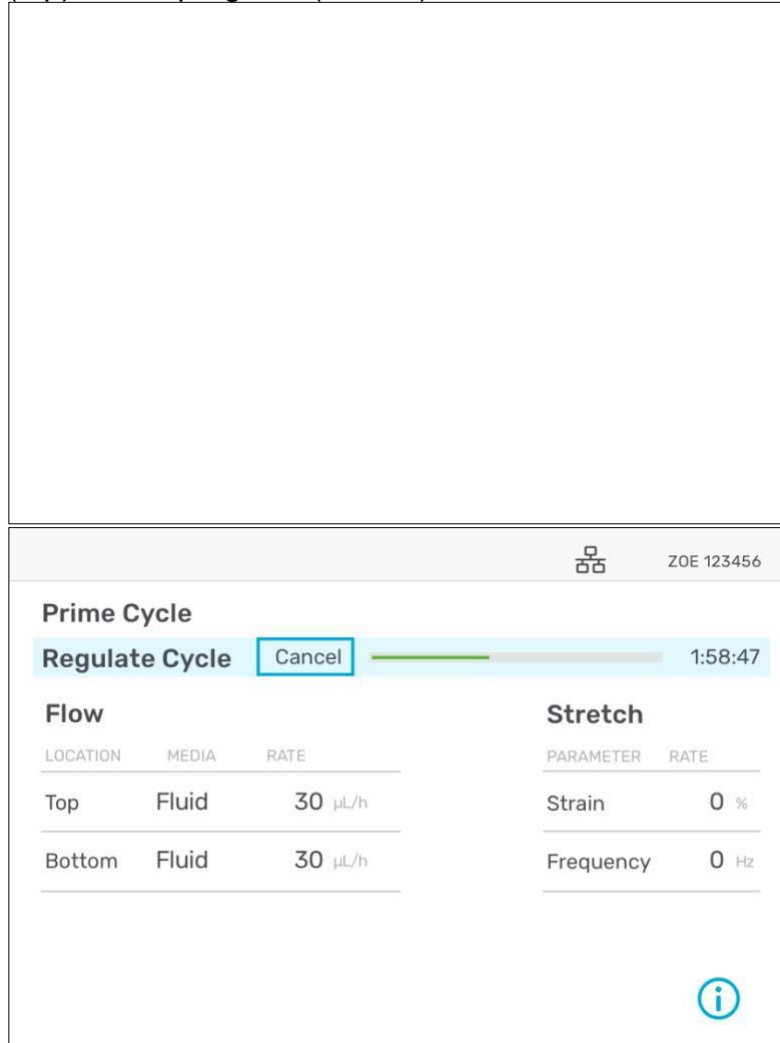 ZOE 123456
Prime Cycle
Regulate Cycle Cancel 1:58:47
Flow Stretch
LOCATION MEDIA RATE PARAMETER RATE
Top Fluid 30 µL/h Strain 0 %
Bottom Fluid 30 µL/h Frequency 0 Hz